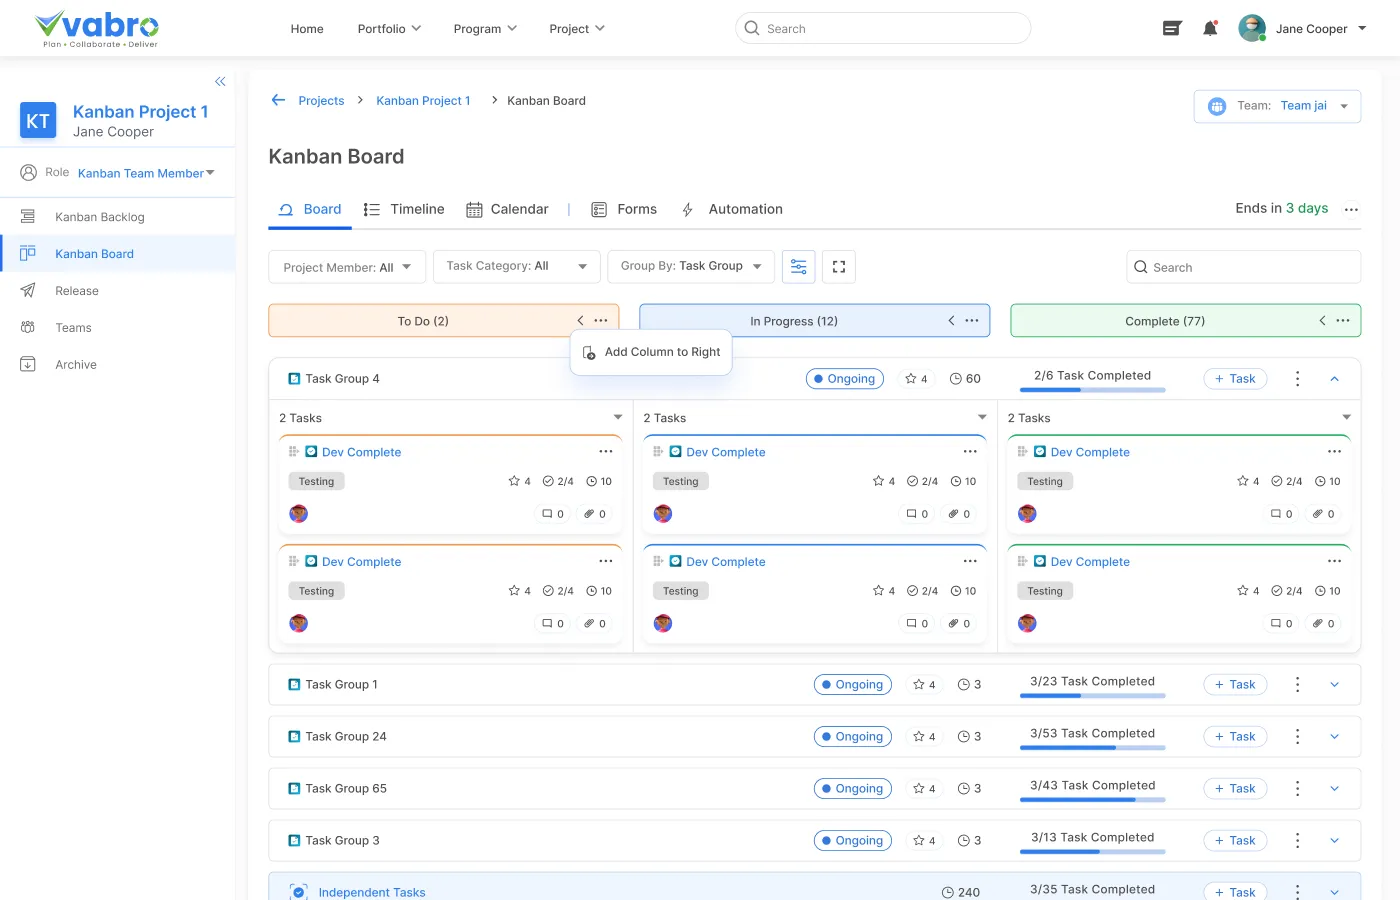 vabro
Plan • Collaborate • Deliver
Home
Portfolio
Program
Project
Search
Jane Cooper
KT
Kanban Project 1
Jane Cooper
Role Kanban Team Member
Kanban Backlog
Kanban Board
Release
Teams
Archive
Projects > Kanban Project 1 > Kanban Board
Team: Team jai
Kanban Board
Board
Timeline
Calendar
Forms
Automation
Ends in 3 days
Project Member: All
Task Category: All
Group By: Task Group
Search
To Do (2)
In Progress (12)
Complete (77)
Add Column to Right
Task Group 4
Ongoing
4
60
2/6 Task Completed
+ Task
2 Tasks
Dev Complete
Testing
4 2/4 10
0 0
Dev Complete
Testing
4 2/4 10
0 0
2 Tasks
Dev Complete
Testing
4 2/4 10
0 0
Dev Complete
Testing
4 2/4 10
0 0
2 Tasks
Dev Complete
Testing
4 2/4 10
0 0
Dev Complete
Testing
4 2/4 10
0 0
Task Group 1
Ongoing
4
3
3/23 Task Completed
+ Task
Task Group 24
Ongoing
4
3
3/53 Task Completed
+ Task
Task Group 65
Ongoing
4
3
3/43 Task Completed
+ Task
Task Group 3
Ongoing
4
3
3/13 Task Completed
+ Task
Independent Tasks
240
3/35 Task Completed
+ Task